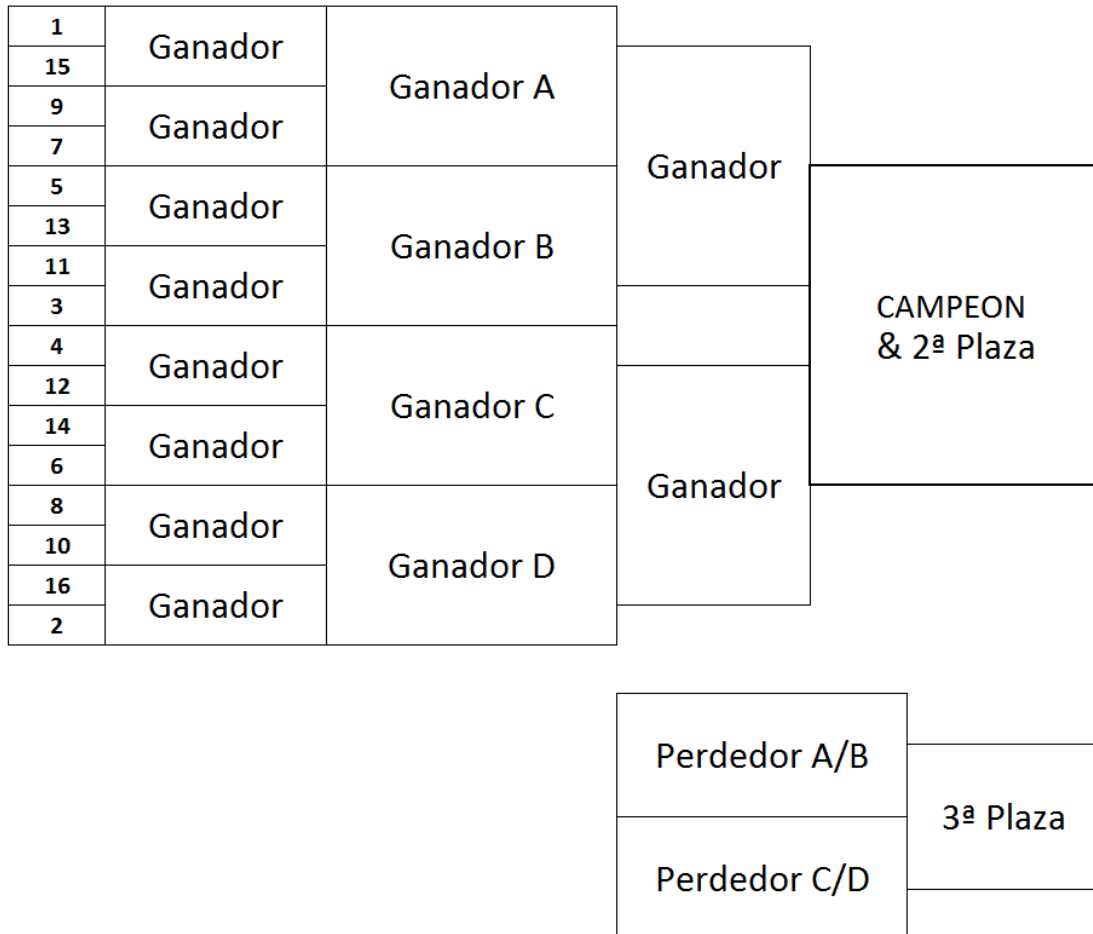 1
15
9
7
5
13
11
3
4
12
14
6
8
10
16
2
Ganador
Ganador
Ganador
Ganador
Ganador
Ganador
Ganador
Ganador
Ganador A
Ganador B
Ganador C
Ganador D
Ganador
Ganador
CAMPEON
& 2ª Plaza
Perdedor A/B
Perdedor C/D
3ª Plaza